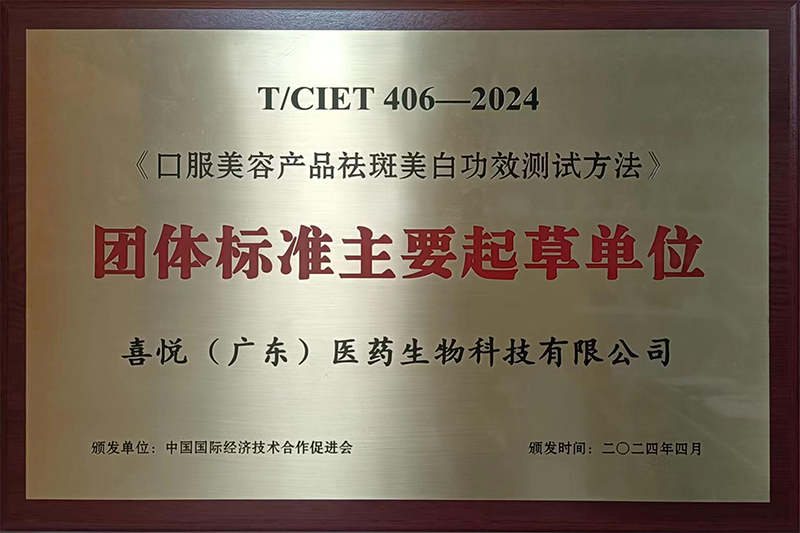 T/CIET 406—2024
《口服美容产品祛斑美白功效测试方法》
团体标准主要起草单位
喜悦（广东）医药生物科技有限公司
颁发单位：中国国际经济技术合作促进会 颁发时间：二〇二四年四月